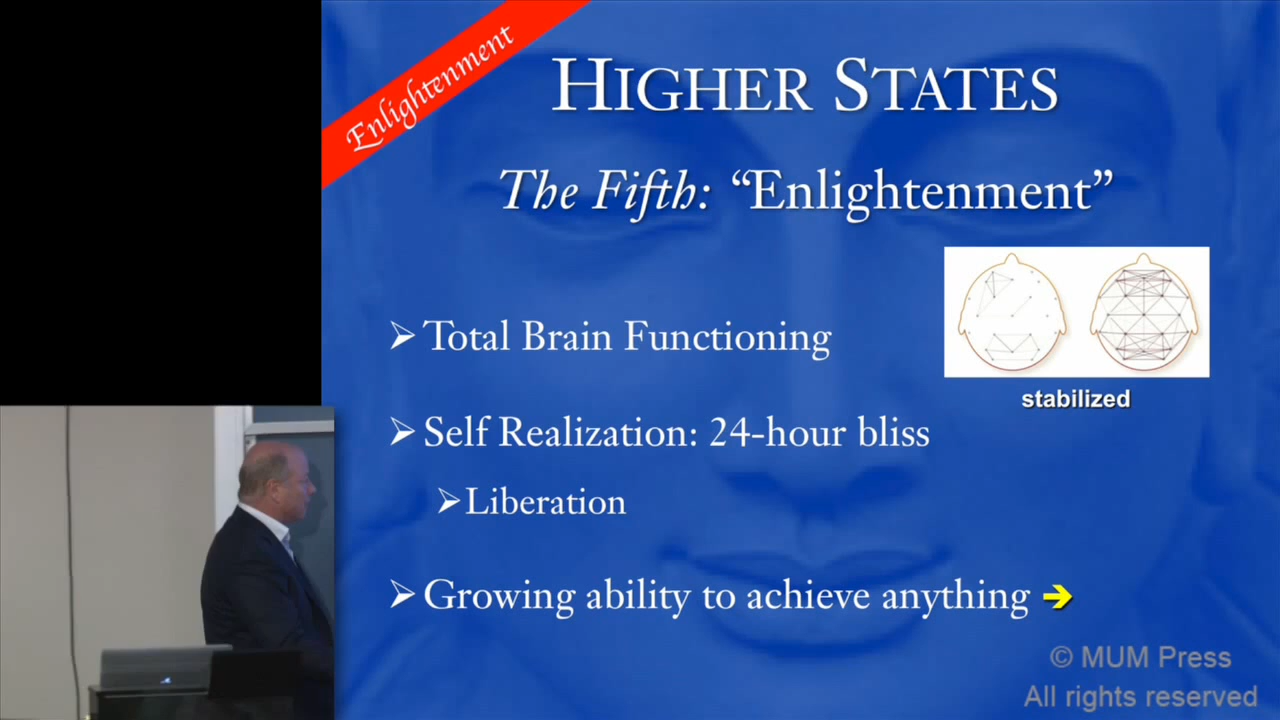 Enlightenment
HIGHER STATES
The Fifth: “Enlightenment”
stabilized
➢ Total Brain Functioning
➢ Self Realization: 24-hour bliss
➢ Liberation
➢ Growing ability to achieve anything ➔
© MUM Press
All rights reserved